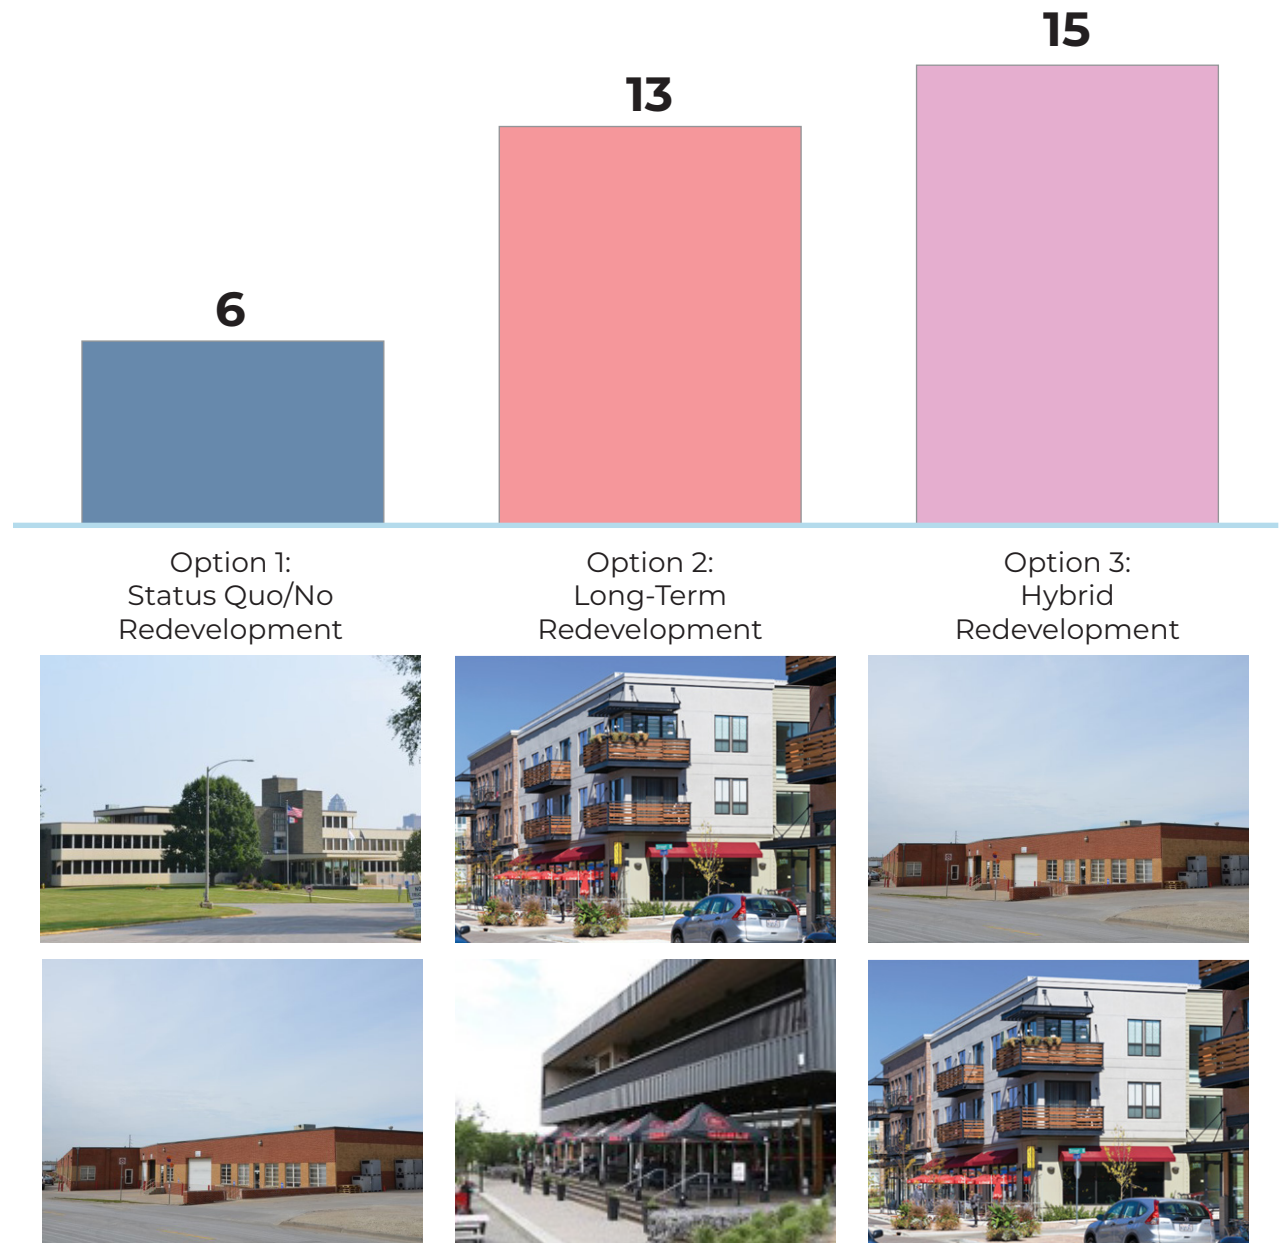 15
13
6
Option 1:
Status Quo/No
Redevelopment
Option 2:
Long-Term
Redevelopment
Option 3:
Hybrid
Redevelopment